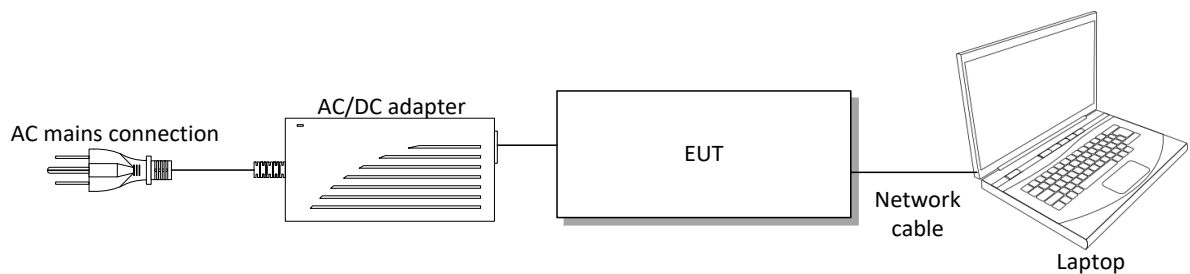 AC mains connection
AC/DC adapter
EUT
Network
cable
Laptop